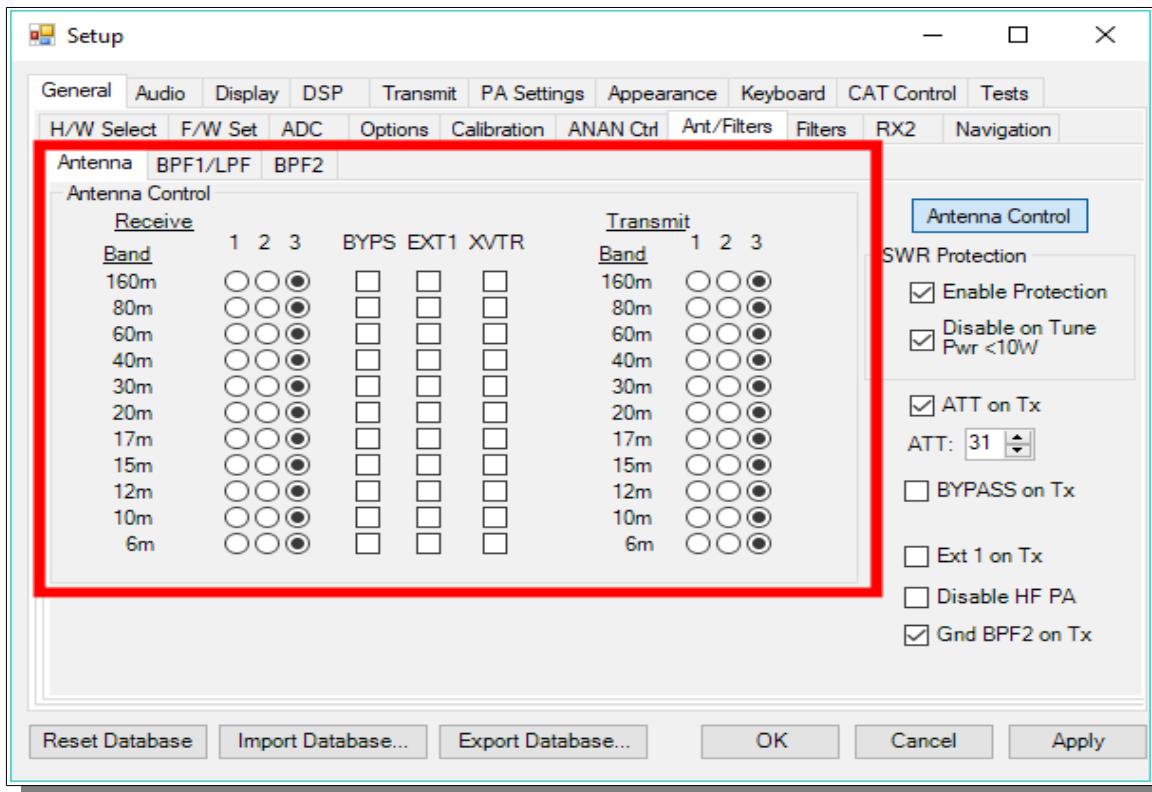 Setup
General Audio Display DSP Transmit PA Settings Appearance Keyboard CAT Control Tests
H/W Select F/W Set ADC Options Calibration ANAN Ctrl Ant/Filters Filters RX2 Navigation
Antenna BPF1/LPF BPF2
Antenna Control
Receive
Band 1 2 3 BYPS EXT1 XVTR
160m
80m
60m
40m
30m
20m
17m
15m
12m
10m
6m
Transmit
Band 1 2 3
160m
80m
60m
40m
30m
20m
17m
15m
12m
10m
6m
Antenna Control
SWR Protection
Enable Protection
Disable on Tune
Pwr <10W
ATT on Tx
ATT: 31
BYPASS on Tx
Ext 1 on Tx
Disable HF PA
Gnd BPF2 on Tx
Reset Database Import Database... Export Database... OK Cancel Apply